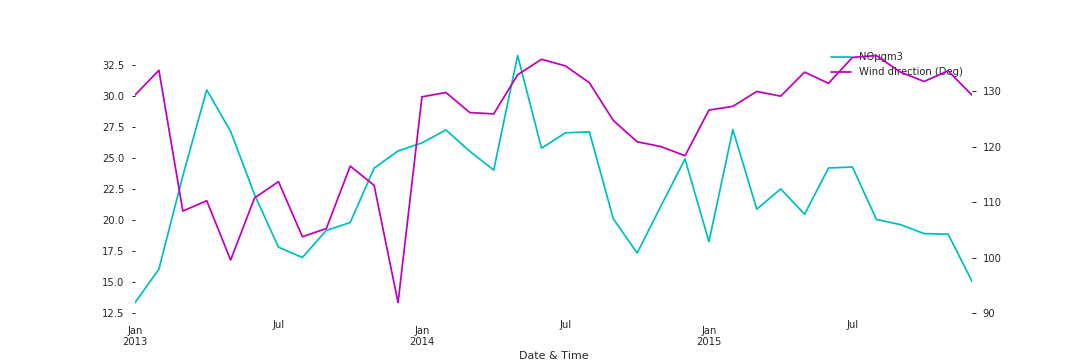 NOµgm3
Wind direction (Deg)
32.5
30.0
27.5
25.0
22.5
20.0
17.5
15.0
12.5
130
120
110
100
90
Jan
2013
Jul
Jan
2014
Jul
Jan
2015
Jul
Date & Time